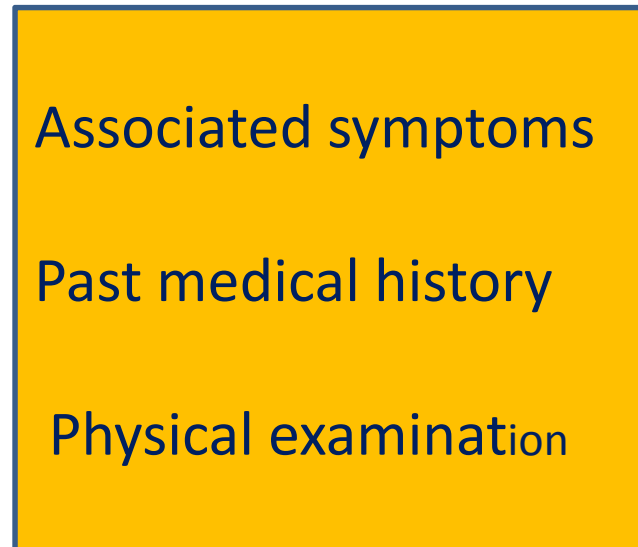 Associated symptoms
Past medical history
Physical examination